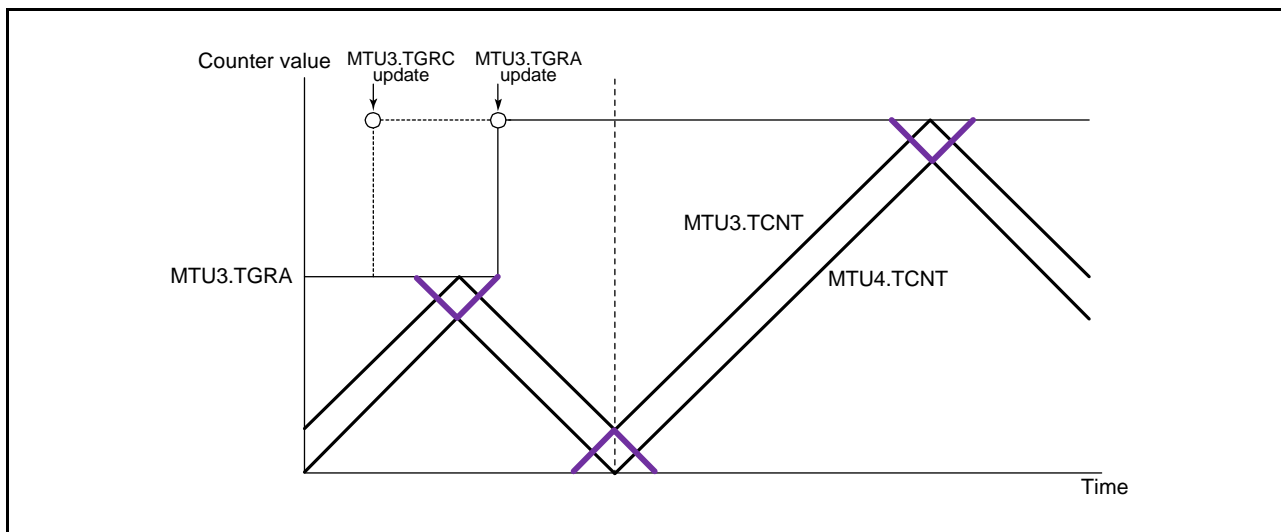 Counter value
MTU3.TGRC
update
MTU3.TGRA
update
MTU3.TCNT
MTU3.TGRA
MTU4.TCNT
Time